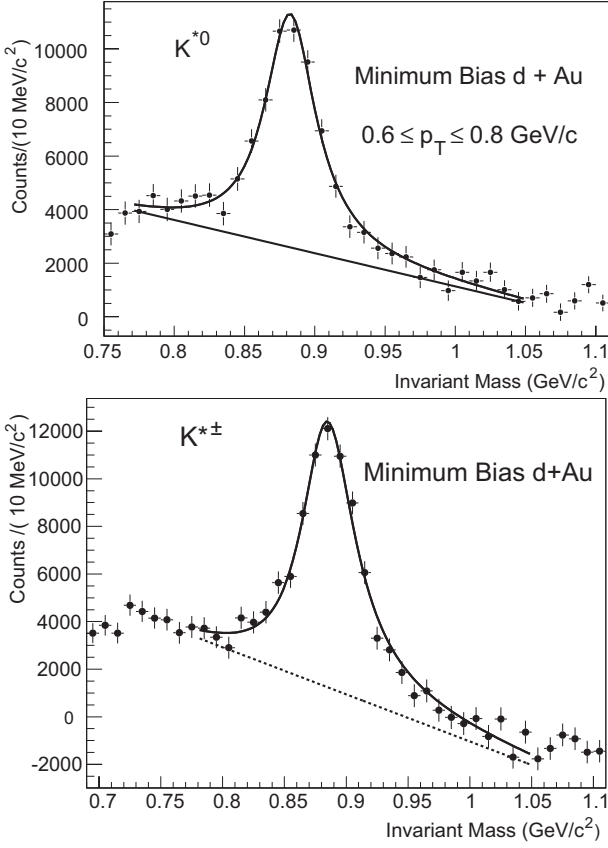 K*0
Minimum Bias d + Au
0.6 ≤ pT ≤ 0.8 GeV/c
Counts/(10 MeV/c2)
10000
8000
6000
4000
2000
0
0.75 0.8 0.85 0.9 0.95 1 1.05 1.1
Invariant Mass (GeV/c2)
K*±
Minimum Bias d+Au
Counts /( 10 MeV/c2)
12000
10000
8000
6000
4000
2000
0
-2000
0.7 0.75 0.8 0.85 0.9 0.95 1 1.05 1.1
Invariant Mass (GeV/c2)